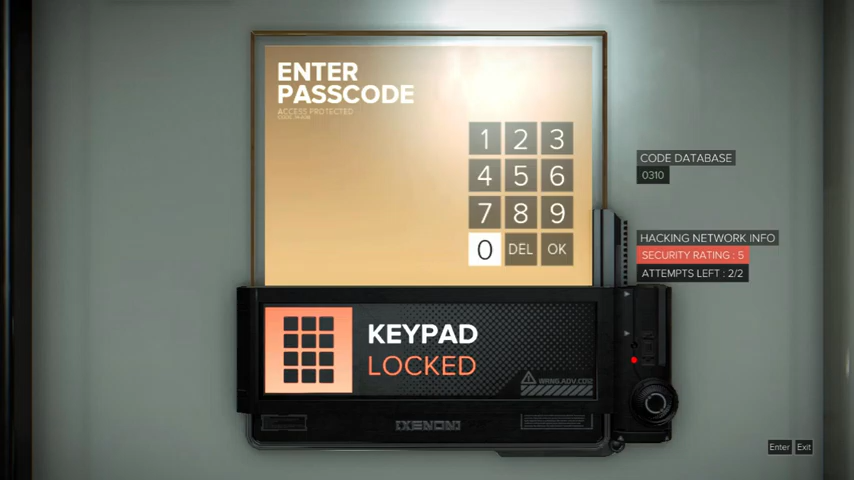 ENTER
PASSCODE
ACCESS PROTECTED
1 2 3
4 5 6
7 8 9
0 DEL OK
CODE DATABASE
0310
HACKING NETWORK INFO
SECURITY RATING : 5
ATTEMPTS LEFT : 2/2
KEYPAD
LOCKED
[XENON]
Enter Exit